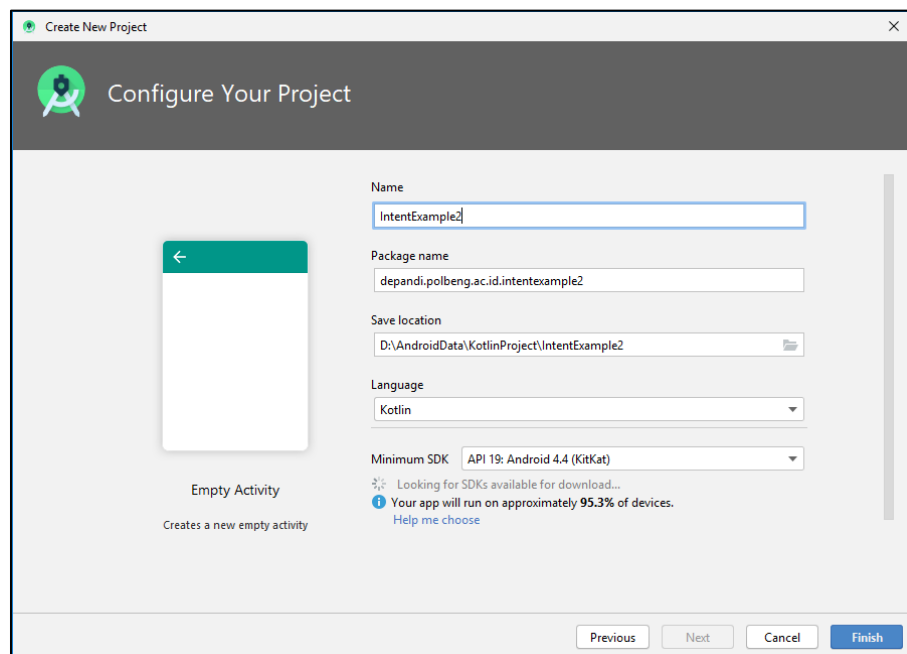 Create New Project
Configure Your Project
Name
IntentExample2
Package name
depandi.polbeng.ac.id.intentexample2
Save location
D:\AndroidData\KotlinProject\IntentExample2
Language
Kotlin
Minimum SDK API 19: Android 4.4 (KitKat)
Looking for SDKs available for download...
Your app will run on approximately 95.3% of devices.
Help me choose
Empty Activity
Creates a new empty activity
Previous Next Cancel Finish